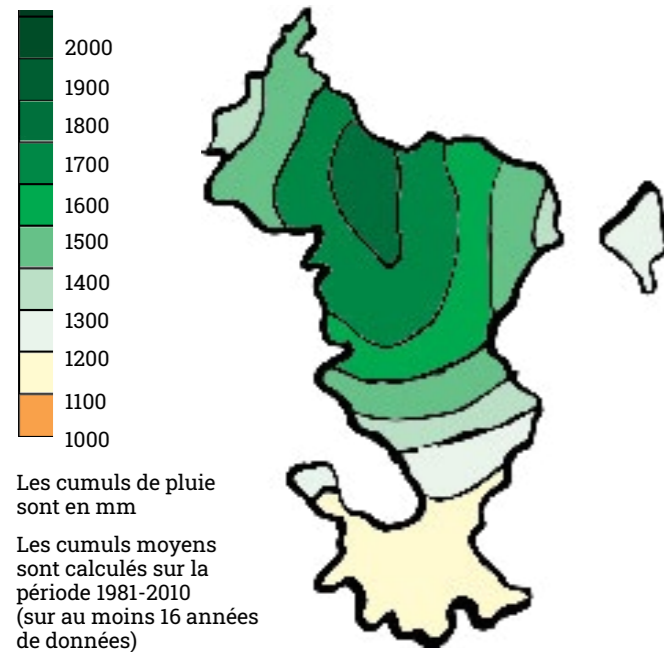 2000
1900
1800
1700
1600
1500
1400
1300
1200
1100
1000
Les cumuls de pluie
sont en mm
Les cumuls moyens
sont calculés sur la
période 1981-2010
(sur au moins 16 années
de données)